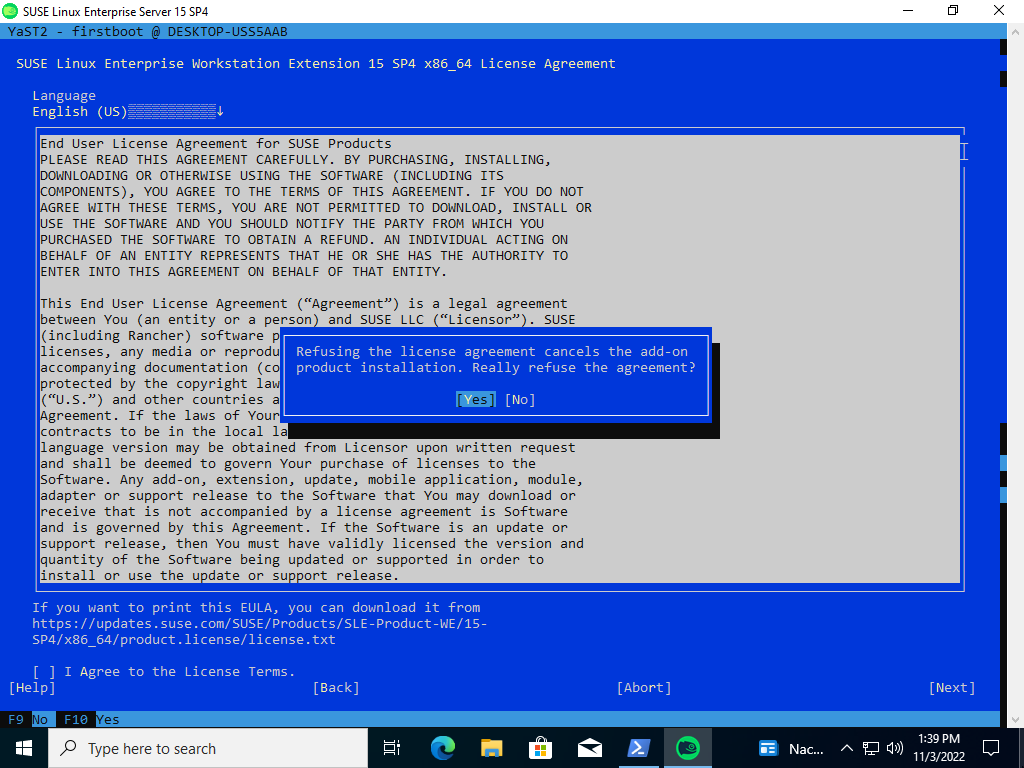 SUSE Linux Enterprise Server 15 SP4
YaST2 - firstboot @ DESKTOP-USS5AAB
SUSE Linux Enterprise Workstation Extension 15 SP4 x86_64 License Agreement
Language
English (US)
End User License Agreement for SUSE Products
PLEASE READ THIS AGREEMENT CAREFULLY. BY PURCHASING, INSTALLING,
DOWNLOADING OR OTHERWISE USING THE SOFTWARE (INCLUDING ITS
COMPONENTS), YOU AGREE TO THE TERMS OF THIS AGREEMENT. IF YOU DO NOT
AGREE WITH THESE TERMS, YOU ARE NOT PERMITTED TO DOWNLOAD, INSTALL OR
USE THE SOFTWARE AND YOU SHOULD NOTIFY THE PARTY FROM WHICH YOU
PURCHASED THE SOFTWARE TO OBTAIN A REFUND. AN INDIVIDUAL ACTING ON
BEHALF OF AN ENTITY REPRESENTS THAT HE OR SHE HAS THE AUTHORITY TO
ENTER INTO THIS AGREEMENT ON BEHALF OF THAT ENTITY.
This End User License Agreement (“Agreement”) is a legal agreement
between You (an entity or a person) and SUSE LLC (“Licensor”). SUSE
(including Rancher) software p
licenses, any media or reprodu
accompanying documentation (co
protected by the copyright law
(“U.S.”) and other countries a
Agreement. If the laws of Your
contracts to be in the local la
language version may be obtained from Licensor upon written request
and shall be deemed to govern Your purchase of licenses to the
Software. Any add-on, extension, update, mobile application, module,
adapter or support release to the Software that You may download or
receive that is not accompanied by a license agreement is Software
and is governed by this Agreement. If the Software is an update or
support release, then You must have validly licensed the version and
quantity of the Software being updated or supported in order to
install or use the update or support release.
Refusing the license agreement cancels the add-on
product installation. Really refuse the agreement?
[Yes] [No]
If you want to print this EULA, you can download it from
https://updates.suse.com/SUSE/Products/SLE-Product-WE/15-
SP4/x86_64/product.license/license.txt
[ ] I Agree to the License Terms.
[Help] [Back] [Abort] [Next]
F9 No F10 Yes
Type here to search
Nac...
1:39 PM
11/3/2022